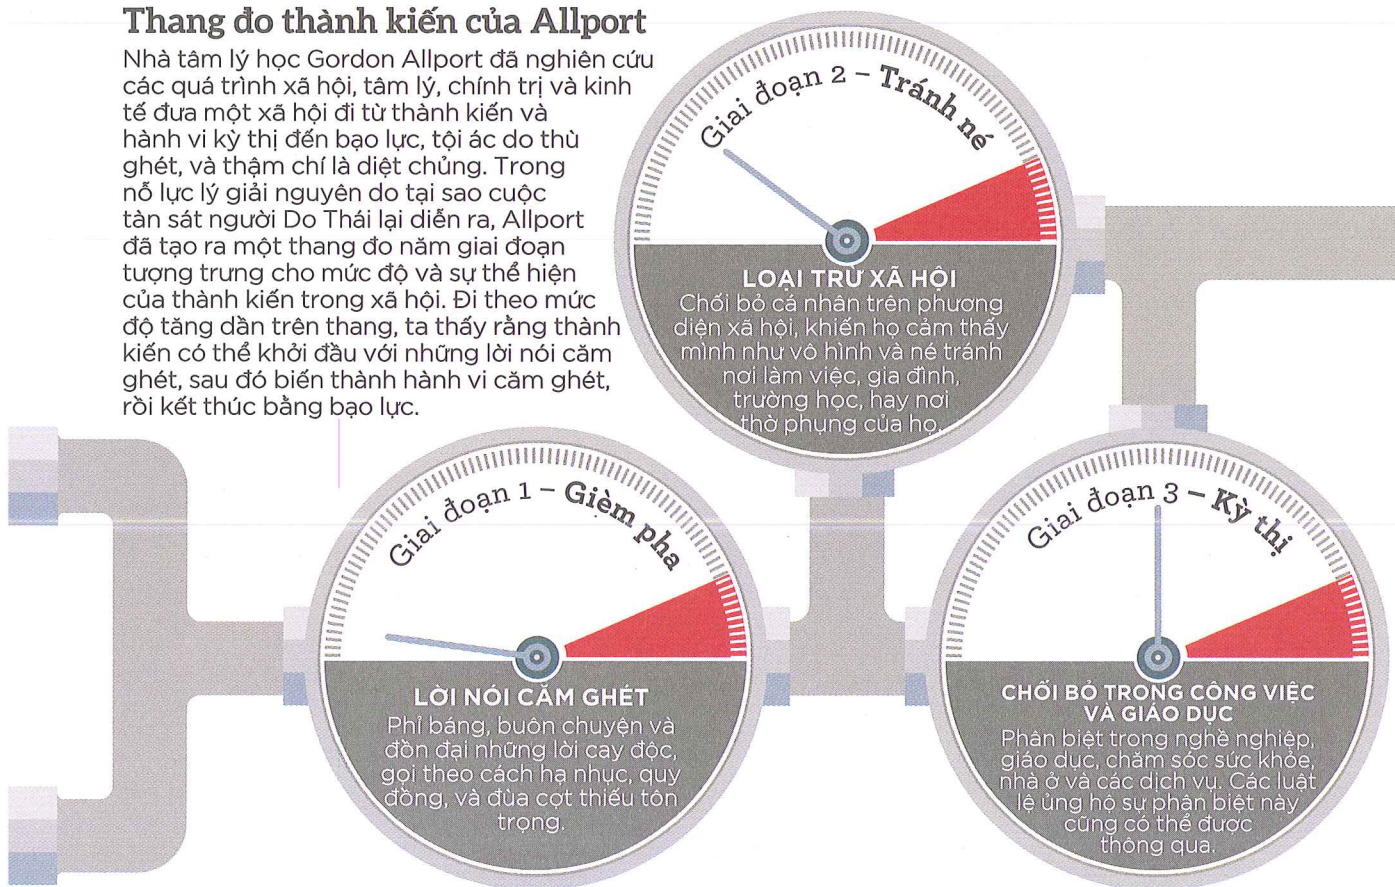 Thang đo thành kiến của Allport
Nhà tâm lý học Gordon Allport đã nghiên cứu
các quá trình xã hội, tâm lý, chính trị và kinh
tế đưa một xã hội đi từ thành kiến và
hành vi kỳ thị đến bạo lực, tội ác do thù
ghét, và thậm chí là diệt chủng. Trong
nỗ lực lý giải nguyên do tại sao cuộc
tàn sát người Do Thái lại diễn ra, Allport
đã tạo ra một thang đo năm giai đoạn
tượng trưng cho mức độ và sự thể hiện
của thành kiến trong xã hội. Đi theo mức
độ tăng dần trên thang, ta thấy rằng thành
kiến có thể khởi đầu với những lời nói căm
ghét, sau đó biến thành hành vi căm ghét,
rồi kết thúc bằng bạo lực.
Giai đoạn 1 – Gièm pha
LỜI NÓI CĂM GHÉT
Phỉ báng, buôn chuyện và
đồn đại những lời cay độc,
gọi theo cách hạ nhục, quy
đồng, và đùa cợt thiếu tôn
trọng.
Giai đoạn 2 – Tránh né
LOẠI TRỪ XÃ HỘI
Chối bỏ cá nhân trên phương
diện xã hội, khiến họ cảm thấy
mình như vô hình và né tránh
nơi làm việc, gia đình,
trường học, hay nơi
thờ phụng của họ.
Giai đoạn 3 – Kỳ thị
CHỐI BỎ TRONG CÔNG VIỆC
VÀ GIÁO DỤC
Phân biệt trong nghề nghiệp,
giáo dục, chăm sóc sức khỏe,
nhà ở và các dịch vụ. Các luật
lệ ủng hộ sự phân biệt này
cũng có thể được
thông qua.